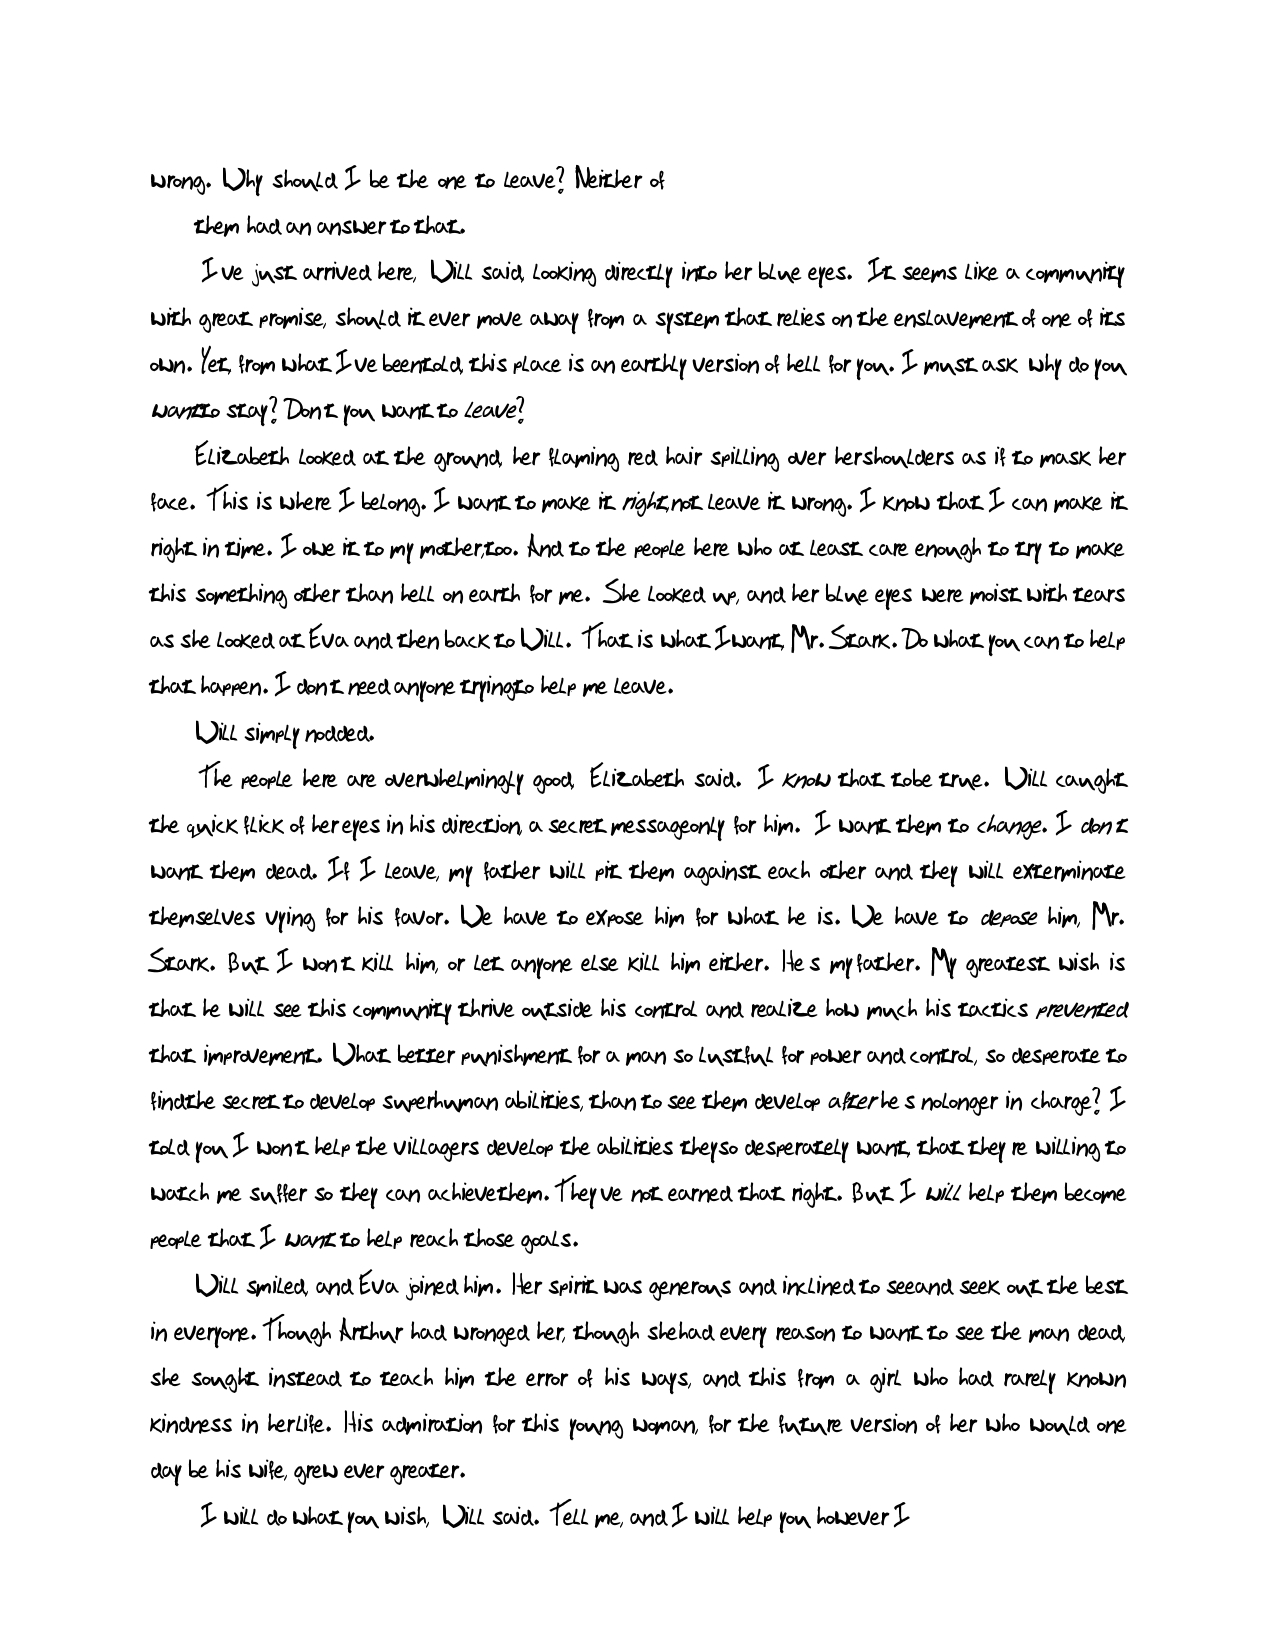 wrong. Why should I be the one to leave? Neither of
them had an answer to that.
I ve just arrived here, Will said, looking directly into her blue eyes. It seems like a community
with great promise, should it ever move away from a system that relies on the enslavement of one of its
own. Yet, from what I ve beentold, this place is an earthly version of hell for you. I must ask why do you
wantto stay? Don t you want to leave?
Elizabeth looked at the ground, her flaming red hair spilling over hershoulders as if to mask her
face. This is where I belong. I want to make it right,not leave it wrong. I know that I can make it
right in time. I owe it to my mother,too. And to the people here who at least care enough to try to make
this something other than hell on earth for me. She looked up, and her blue eyes were moist with tears
as she looked at Eva and then back to Will. That is what I want, Mr. Stark. Do what you can to help
that happen. I don t need anyone tryingto help me leave.
Will simply nodded.
The people here are overwhelmingly good, Elizabeth said. I know that tobe true. Will caught
the quick flick of her eyes in his direction, a secret messageonly for him. I want them to change. I don t
want them dead. If I leave, my father will pit them against each other and they will exterminate
themselves vying for his favor. We have to expose him for what he is. We have to depose him, Mr.
Stark. But I won t kill him, or let anyone else kill him either. He s my father. My greatest wish is
that he will see this community thrive outside his control and realize how much his tactics prevented
that improvement. What better punishment for a man so lustful for power and control, so desperate to
findthe secret to develop superhuman abilities, than to see them develop after he s nolonger in charge? I
told you I won t help the villagers develop the abilities theyso desperately want, that they re willing to
watch me suffer so they can achievethem. They ve not earned that right. But I will help them become
people that I want to help reach those goals.
Will smiled, and Eva joined him. Her spirit was generous and inclined to seeand seek out the best
in everyone. Though Arthur had wronged her, though shehad every reason to want to see the man dead,
she sought instead to teach him the error of his ways, and this from a girl who had rarely known
kindness in herlife. His admiration for this young woman, for the future version of her who would one
day be his wife, grew ever greater.
I will do what you wish, Will said. Tell me, and I will help you however I